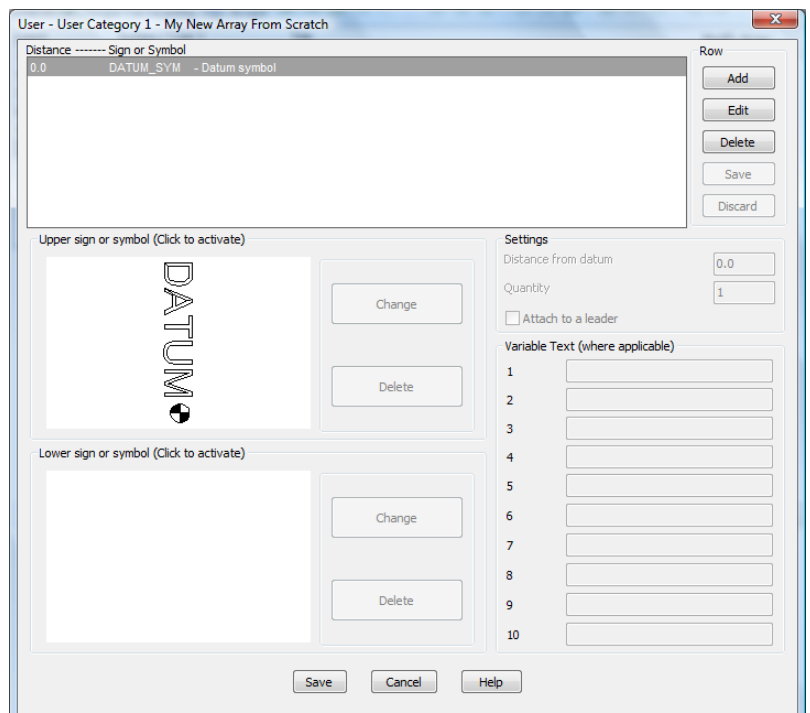 User - User Category 1 - My New Array From Scratch
Distance ------- Sign or Symbol
0.0 DATUM_SYM - Datum symbol
Row
Add
Edit
Delete
Save
Discard
Upper sign or symbol (Click to activate)
DATUM
Change
Delete
Settings
Distance from datum 0.0
Quantity 1
Attach to a leader
Variable Text (where applicable)
1
2
3
4
5
6
7
8
9
10
Lower sign or symbol (Click to activate)
Change
Delete
Save Cancel Help